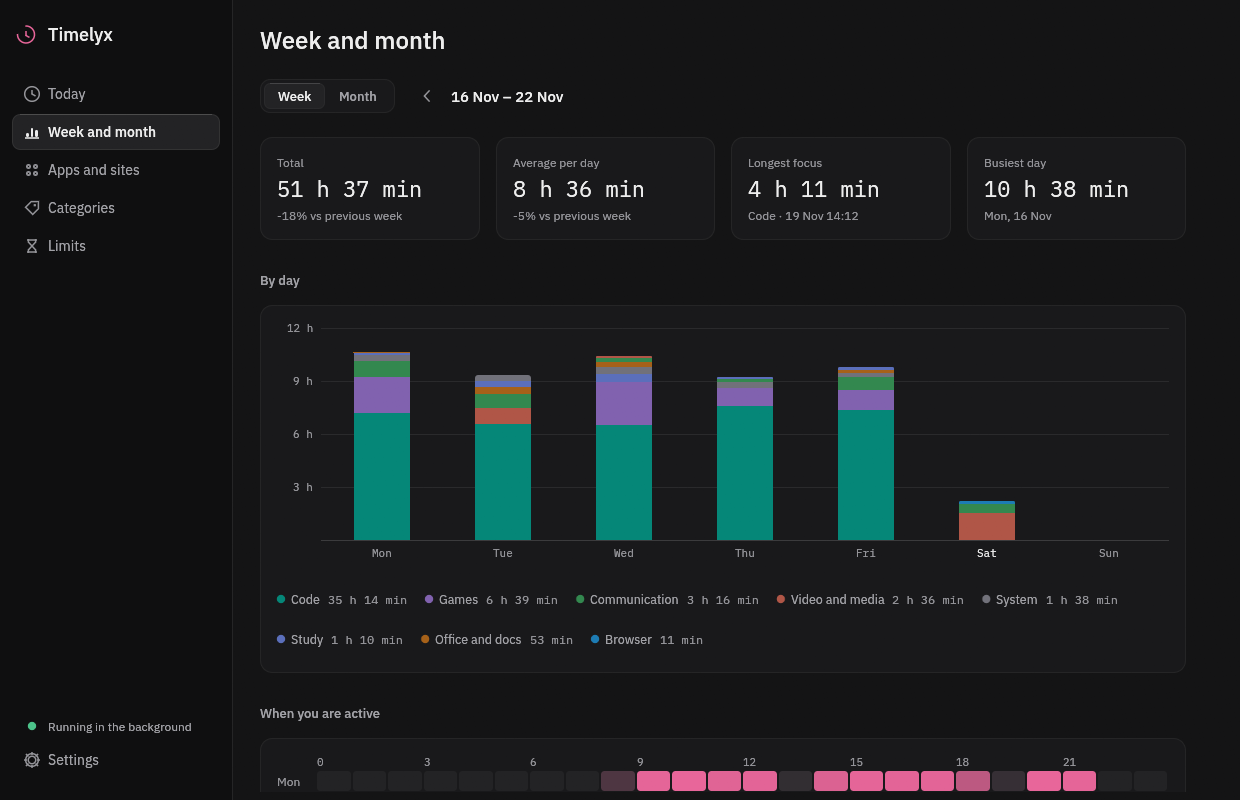 Timelyx
Today
Week and month
Apps and sites
Categories
Limits
Running in the background
Settings
Week and month
Week Month 16 Nov – 22 Nov
Total
51 h 37 min
-18% vs previous week
Average per day
8 h 36 min
-5% vs previous week
Longest focus
4 h 11 min
Code · 19 Nov 14:12
Busiest day
10 h 38 min
Mon, 16 Nov
By day
12 h
9 h
6 h
3 h
Mon Tue Wed Thu Fri Sat Sun
Code 35 h 14 min Games 6 h 39 min Communication 3 h 16 min Video and media 2 h 36 min System 1 h 38 min
Study 1 h 10 min Office and docs 53 min Browser 11 min
When you are active
0 3 6 9 12 15 18 21
Mon